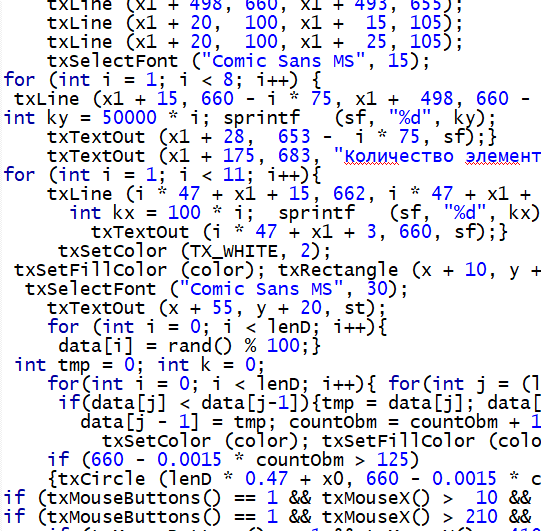 txLine (x1 + 498, 660, x1 + 493, 655);
txLine (x1 + 20,  100, x1 +  15, 105);
txLine (x1 + 20,  100, x1 +  25, 105);
txSelectFont ("Comic Sans MS", 15);
for (int i = 1; i < 8; i++) {
txLine (x1 + 15, 660 - i * 75, x1 +  498, 660 -
int ky = 50000 * i; sprintf  (sf, "%d", ky);
txTextOut (x1 + 28,  653 -  i * 75, sf);}
txTextOut (x1 + 175, 683, "Количество элемент
for (int i = 1; i < 11; i++){
txLine (i * 47 + x1 + 15, 662, i * 47 + x1 +
int kx = 100 * i;  sprintf  (sf, "%d", kx)
txTextOut (i * 47 + x1 + 3, 660, sf);}
txSetColor (TX_WHITE, 2);
txSetFillColor (color); txRectangle (x + 10, y +
txSelectFont ("Comic Sans MS", 30);
txTextOut (x + 55, y + 20, st);
for (int i = 0; i < lenD; i++){
data[i] = rand() % 100;}
int tmp = 0; int k = 0;
for(int i = 0; i < lenD; i++){ for(int j = (l
if(data[j] < data[j-1]){tmp = data[j]; data[
data[j - 1] = tmp; countObm = countObm + 1
txSetColor (color); txSetFillColor (colo
if (660 - 0.0015 * countObm > 125)
{txCircle (lenD * 0.47 + x0, 660 - 0.0015 * c
if (txMouseButtons() == 1 && txMouseX() >  10 &&
if (txMouseButtons() == 1 && txMouseX() > 210 &&